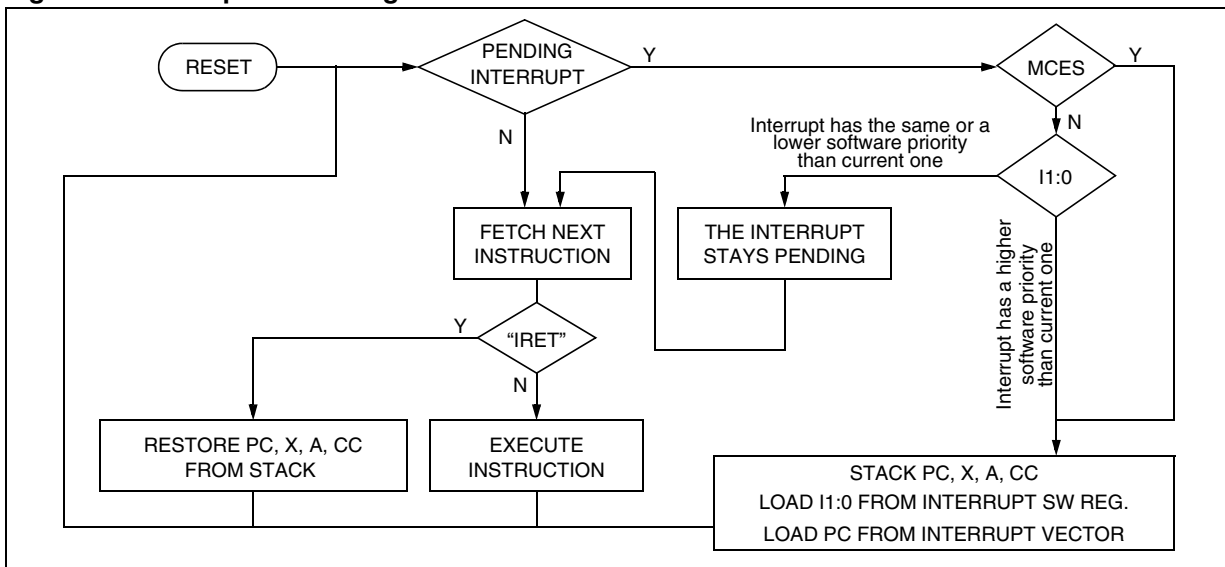 RESET
PENDING
INTERRUPT
Y
MCES
Y
N
N
Interrupt has the same or a
lower software priority
than current one
I1:0
FETCH NEXT
INSTRUCTION
THE INTERRUPT
STAYS PENDING
Interrupt has a higher
software priority
than current one
Y
"IRET"
N
RESTORE PC, X, A, CC
FROM STACK
EXECUTE
INSTRUCTION
STACK PC, X, A, CC
LOAD I1:0 FROM INTERRUPT SW REG.
LOAD PC FROM INTERRUPT VECTOR